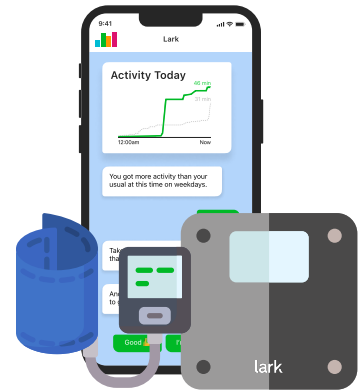 9:41
Lark
Activity Today
40 min
21 min
12:00am
Now
You got more activity than your
usual at this time on weekdays.
Good
lark